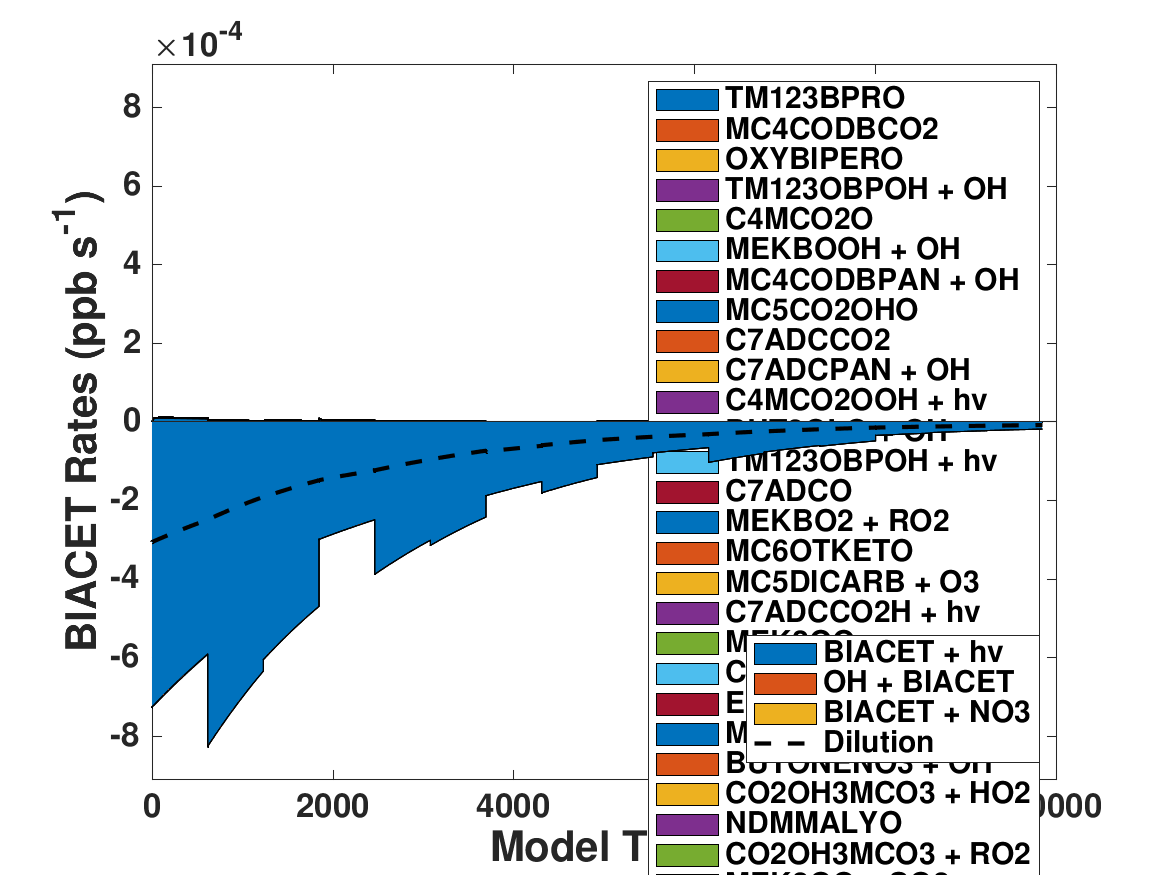 ×10-4
8
6
4
2
0
-2
-4
-6
-8
BIACET Rates (ppb s-1)
0
2000
4000
0000
Model T
TM123BPRO
MC4CODBCO2
OXYBIPERO
TM123OBPOH + OH
C4MCO2O
MEKBOOH + OH
MC4CODBPAN + OH
MC5CO2OHO
C7ADCCO2
C7ADCPAN + OH
C4MCO2OOH + hv
+ OH
TM123OBPOH + hv
C7ADCO
MEKBO2 + RO2
MC6OTKETO
MC5DICARB + O3
C7ADCCO2H + hv
C
E
M
BUTONENO3 + OH
CO2OH3MCO3 + HO2
NDMMALYO
CO2OH3MCO3 + RO2
BIACET + hv
OH + BIACET
BIACET + NO3
Dilution